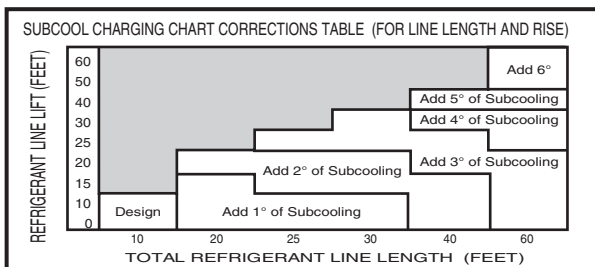 SUBCOOL CHARGING CHART CORRECTIONS TABLE (FOR LINE LENGTH AND RISE)
REFRIGERANT LINE LIFT (FEET)
60
50
40
30
25
20
15
10
0
Add 6°
Add 5° of Subcooling
Add 4° of Subcooling
Add 3° of Subcooling
Add 2° of Subcooling
Design
Add 1° of Subcooling
10 20 25 30 40 60
TOTAL REFRIGERANT LINE LENGTH (FEET)